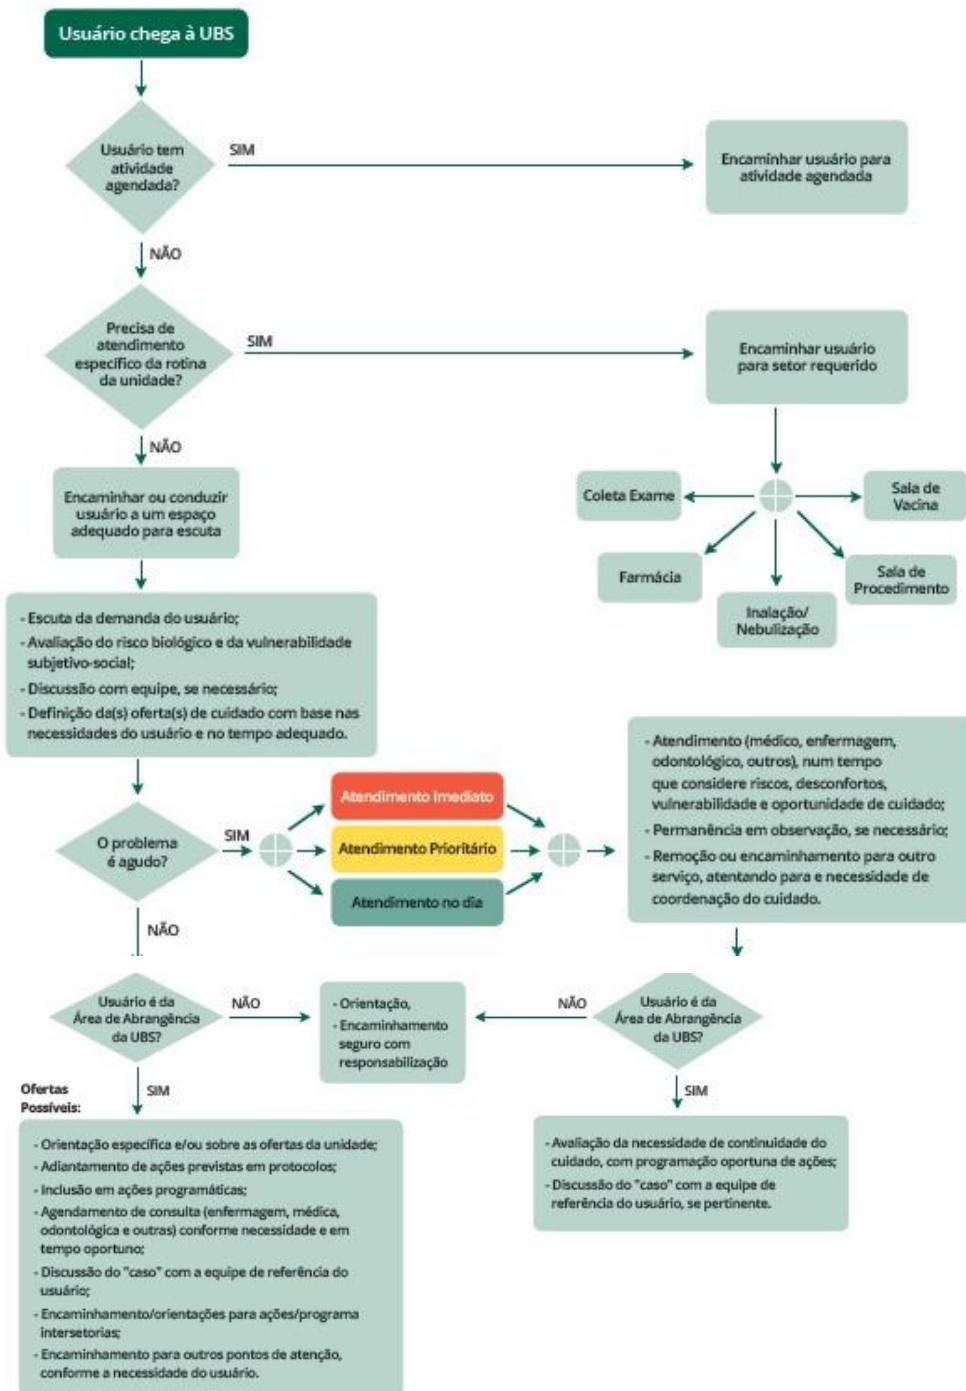 Usuário chega à UBS
Usuário tem
atividade
agendada?
SIM
Encaminhar usuário para
atividade agendada
NÃO
Precisa de
atendimento
específico da rotina
da unidade?
SIM
Encaminhar usuário
para setor requerido
NÃO
Coleta Exame
Sala de
Vacina
Farmácia
Sala de
Procedimento
Inalação/
Nebulização
Encaminhar ou conduzir
usuário a um espaço
adequado para escuta
- Escuta da demanda do usuário;
- Avaliação do risco biológico e da vulnerabilidade
subjetivo-social;
- Discussão com equipe, se necessário;
- Definição da(s) oferta(s) de cuidado com base nas
necessidades do usuário e no tempo adequado.
O problema
é agudo?
SIM
Atendimento Imediato
Atendimento Prioritário
Atendimento no dia
- Atendimento (médico, enfermagem,
odontológico, outros), num tempo
que considere riscos, desconfortos,
vulnerabilidade e oportunidade de cuidado;
- Permanência em observação, se necessário;
- Remoção ou encaminhamento para outro
serviço, atentando para e necessidade de
coordenação do cuidado.
NÃO
Usuário é da
Área de Abrangência
da UBS?
NÃO
- Orientação,
- Encaminhamento
seguro com
responsabilização
NÃO
Usuário é da
Área de Abrangência
da UBS?
SIM
SIM
Ofertas
Possíveis:
- Orientação específica e/ou sobre as ofertas da unidade;
- Adiantamento de ações previstas em protocolos;
- Inclusão em ações programáticas;
- Agendamento de consulta (enfermagem, médica,
odontológica e outras) conforme necessidade e em
tempo oportuno;
- Discussão do "caso" com a equipe de referência do
usuário;
- Encaminhamento/orientações para ações/programa
intersetorias;
- Encaminhamento para outros pontos de atenção,
conforme a necessidade do usuário.
- Avaliação da necessidade de continuidade do
cuidado, com programação oportuna de ações;
- Discussão do "caso" com a equipe de
referência do usuário, se pertinente.